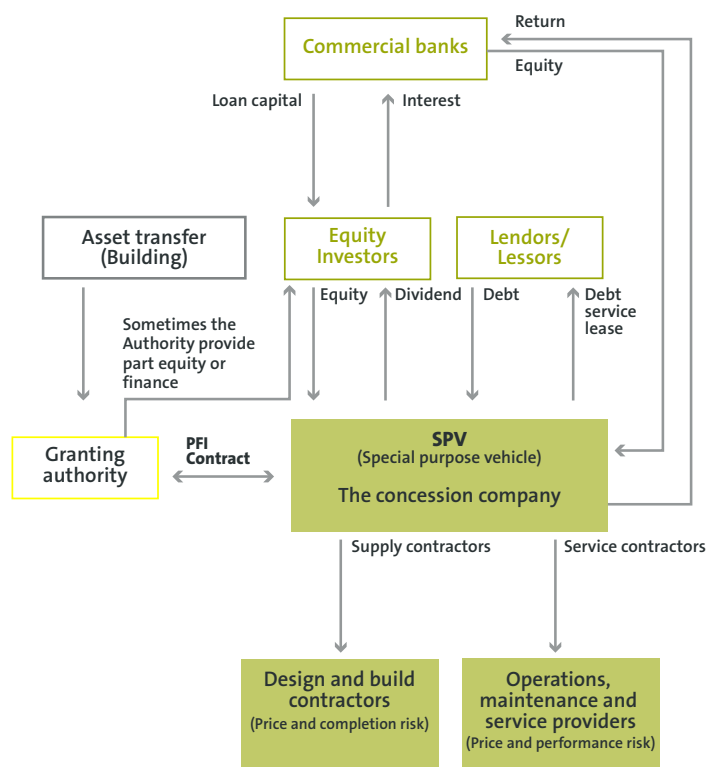 Return
Commercial banks
Equity
Loan capital
Interest
Asset transfer
(Building)
Equity
Investors
Lendors/
Lessors
Equity
Dividend
Debt
Debt
service
lease
Sometimes the
Authority provide
part equity or
finance
Granting
authority
PFI
Contract
SPV
(Special purpose vehicle)
The concession company
Supply contractors
Service contractors
Design and build
contractors
(Price and completion risk)
Operations,
maintenance and
service providers
(Price and performance risk)